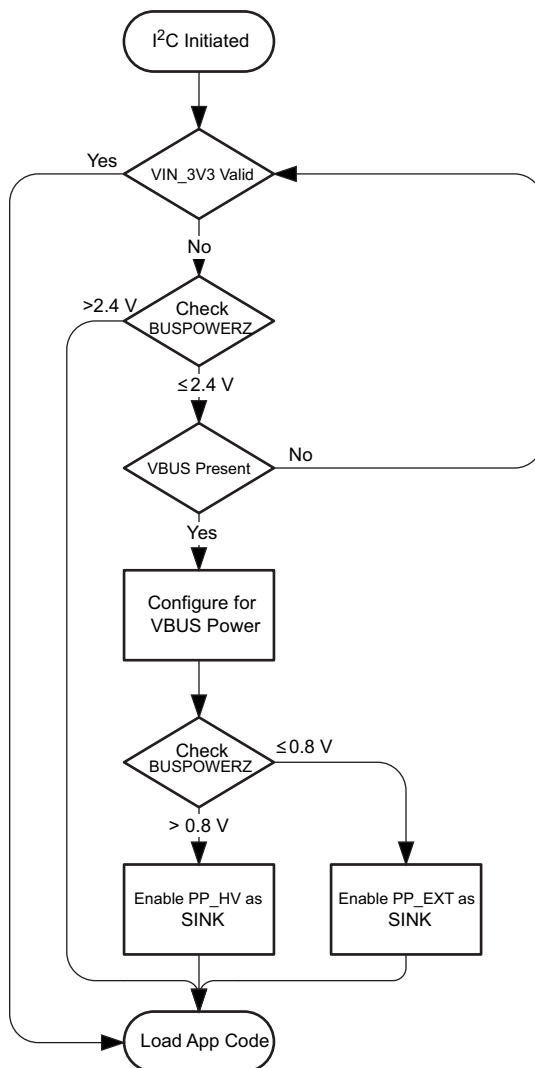 I²C Initiated
Yes
VIN_3V3 Valid
No
>2.4 V
Check
BUSPOWERZ
≤2.4 V
VBUS Present
No
Yes
Configure for
VBUS Power
Check
BUSPOWERZ
≤0.8 V
> 0.8 V
Enable PP_HV as
SINK
Enable PP_EXT as
SINK
Load App Code